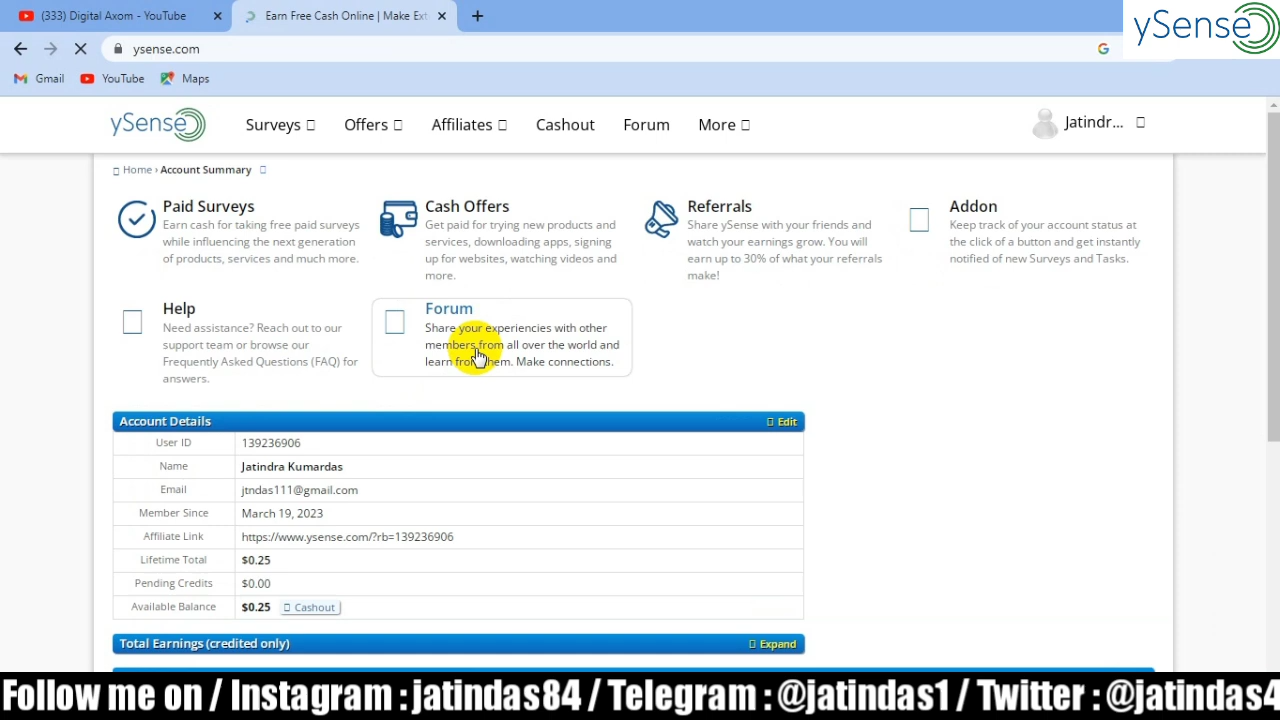 (333) Digital Axom - YouTube
Earn Free Cash Online | Make Ext
ySense
ysense.com
Gmail YouTube Maps
ySense
Surveys Offers Affiliates Cashout Forum More Jatindr...
Home › Account Summary
Paid Surveys
Earn cash for taking free paid surveys
while influencing the next generation
of products, services and much more.
Cash Offers
Get paid for trying new products and
services, downloading apps, signing
up for websites, watching videos and
more.
Referrals
Share ySense with your friends and
watch your earnings grow. You will
earn up to 30% of what your referrals
make!
Addon
Keep track of your account status at
the click of a button and get instantly
notified of new Surveys and Tasks.
Help
Need assistance? Reach out to our
support team or browse our
Frequently Asked Questions (FAQ) for
answers.
Forum
Share your experiencies with other
members from all over the world and
learn from them. Make connections.
Account Details Edit
User ID 139236906
Name Jatindra Kumardas
Email jtndas111@gmail.com
Member Since March 19, 2023
Affiliate Link https://www.ysense.com/?rb=139236906
Lifetime Total $0.25
Pending Credits $0.00
Available Balance $0.25 Cashout
Total Earnings (credited only) Expand
Follow me on / Instagram : jatindas84 / Telegram : @jatindas1 / Twitter : @jatindas4